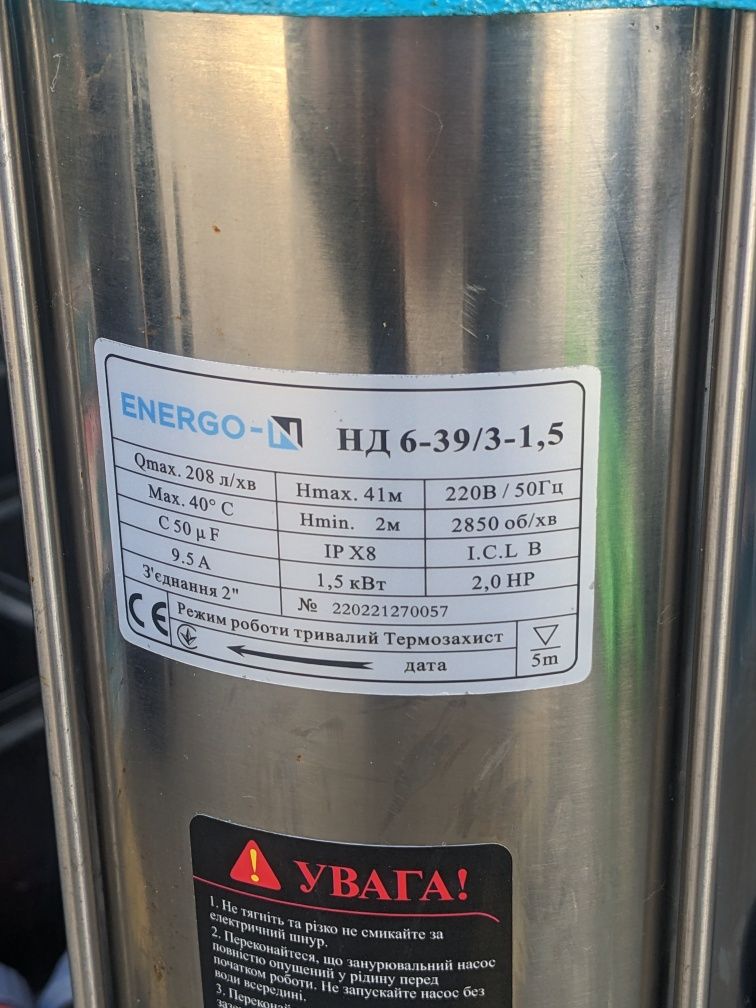 ENERGO-N НД 6-39/3-1,5
Qmax. 208 л/хв Hmax. 41м 220В / 50Гц
Max. 40° C Hmin. 2м 2850 об/хв
C 50 µ F IP X8 I.C.L B
9.5 А 1,5 кВт 2,0 HP
З'єднання 2" № 220221270057
CE Режим роботи тривалий Термозахист
дата 5m
УВАГА!
1. Не тягніть та різко не смикайте за
електричний шнур.
2. Переконайтеся, що занурювальний насос
повністю опущений у рідину перед
початком роботи. Не запускайте насос без
води всередині.
3. Перекон